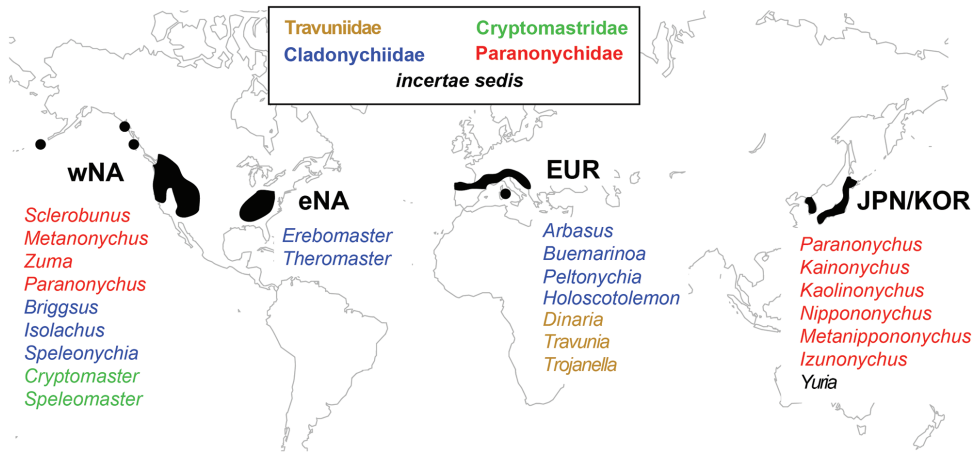 Travuniidae Cryptomastridae
Cladonychiidae Paranonychidae
incertae sedis
wNA
Sclerobunus
Metanonychus
Zuma
Paranonychus
Briggsus
Isolachus
Speleonychia
Cryptomaster
Speleomaster
eNA
Erebomaster
Theromaster
EUR
Arbasus
Buemarinoa
Peltonychia
Holoscotolemon
Dinaria
Travunia
Trojanella
JPN/KOR
Paranonychus
Kainonychus
Kaolinonychus
Nippononychus
Metanippononychus
Izunonychus
Yuria